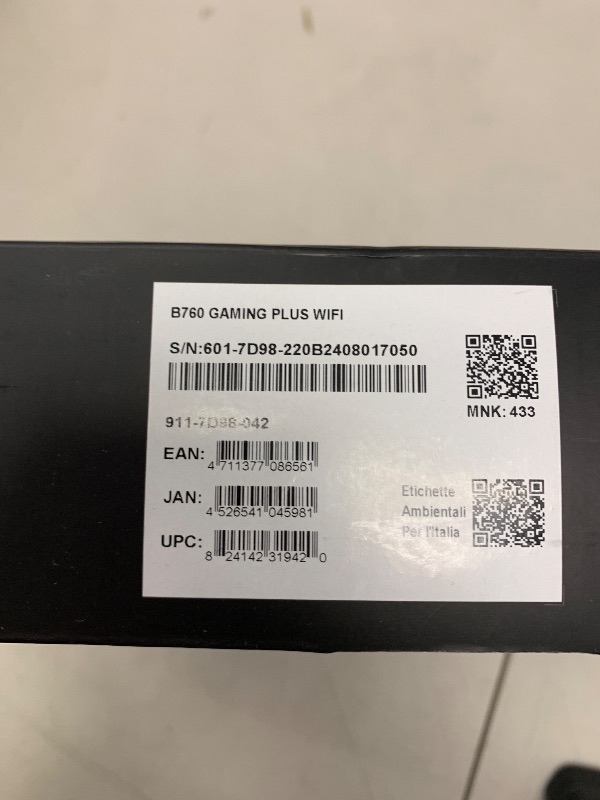 B760 GAMING PLUS WIFI
S/N:601-7D98-220B2408017050
MNK: 433
911-7D98-042
EAN:
4 711377 086561
JAN:
4 526541 045981
UPC:
8 24142 31942 0
Etichette
Ambientali
Per l'Italia